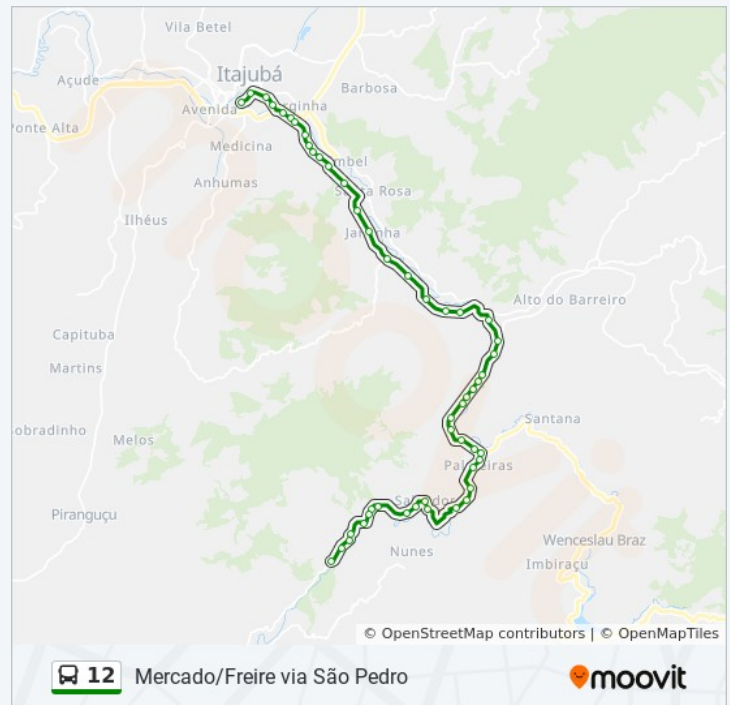 Vila Betel
Itajubá
Açude
Barbosa
Avenida
Ponte Alta
Medicina
Anhumas
Rosa
Ilhéus
Alto do Barreiro
Capituba
Martins
Santana
Sobradinho
Melos
Piranguçu
Nunes
Wenceslau Braz
Imbiraçu
© OpenStreetMap contributors | © OpenMapTiles
12 Mercado/Freire via São Pedro
moovit